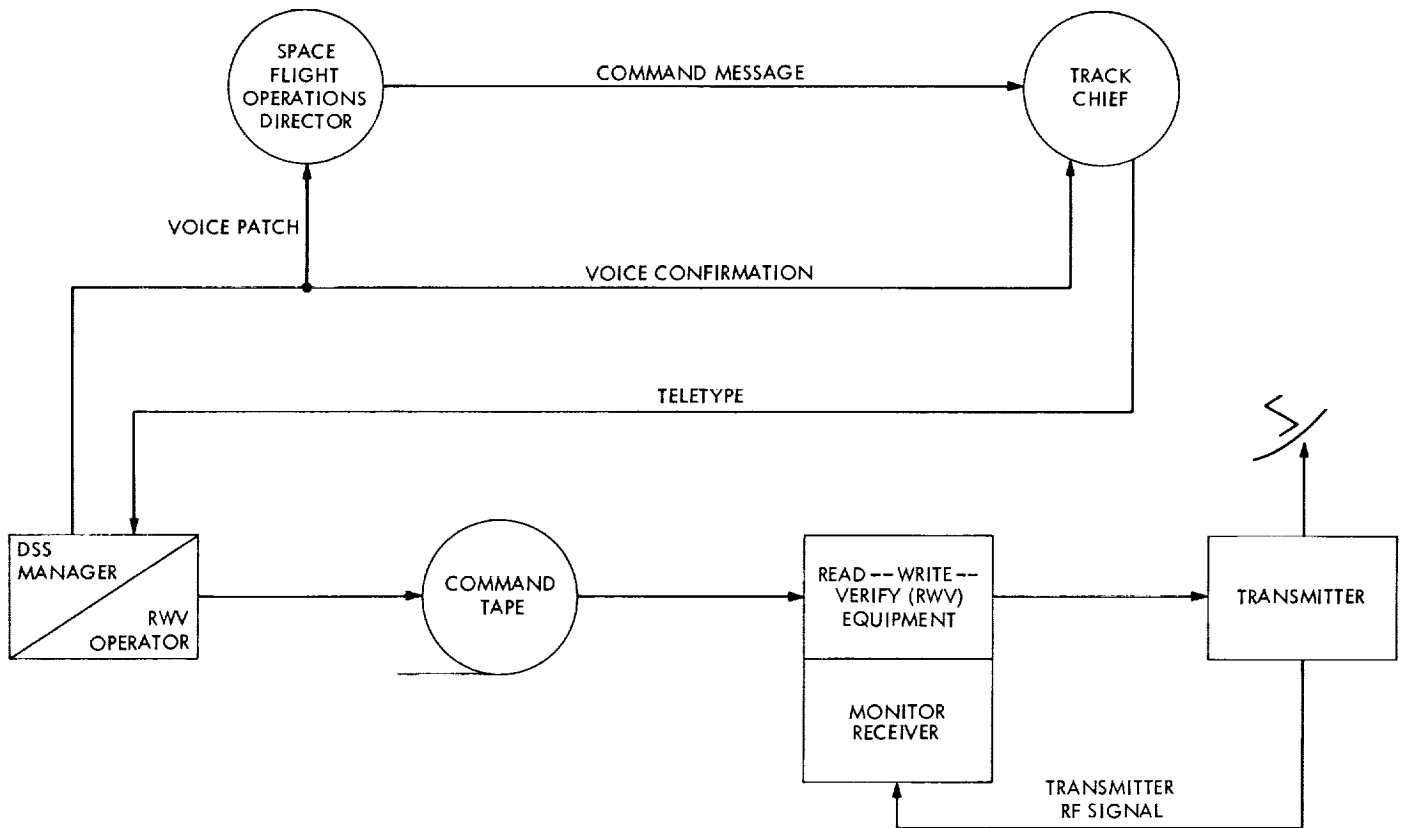 SPACE
FLIGHT
OPERATIONS
DIRECTOR
COMMAND MESSAGE
TRACK
CHIEF
VOICE PATCH
VOICE CONFIRMATION
TELETYPE
DSS
MANAGER
RWV
OPERATOR
COMMAND
TAPE
READ -- WRITE --
VERIFY (RWV)
EQUIPMENT
MONITOR
RECEIVER
TRANSMITTER
TRANSMITTER
RF SIGNAL